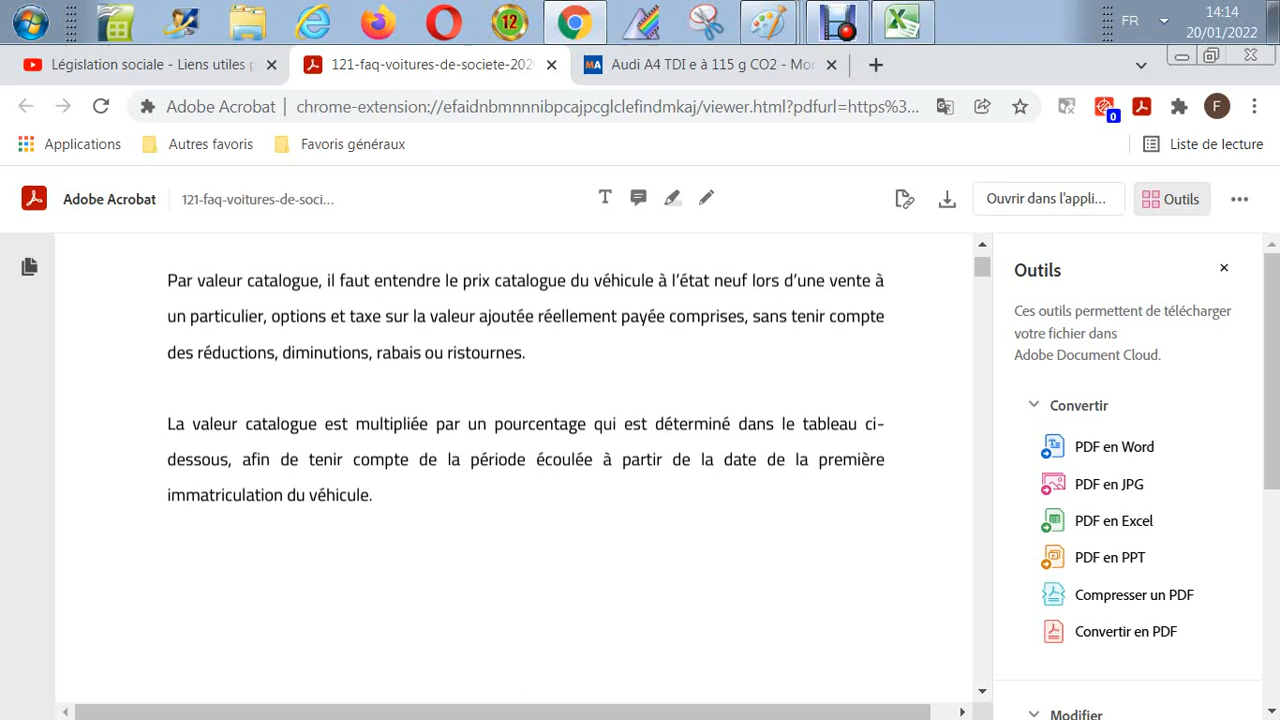 12
FR
14:14
20/01/2022
Législation sociale - Liens utiles
121-faq-voitures-de-societe-202
MA
Audi A4 TDI e à 115 g CO2 - Mo
Adobe Acrobat
chrome-extension://efaidnbmnnnibpcajpcglclefindmkaj/viewer.html?pdfurl=https%3...
0
F
Applications
Autres favoris
Favoris généraux
Liste de lecture
Adobe Acrobat
121-faq-voitures-de-soci...
T
Ouvrir dans l'appli...
Outils
Par valeur catalogue, il faut entendre le prix catalogue du véhicule à l'état neuf lors d'une vente à
un particulier, options et taxe sur la valeur ajoutée réellement payée comprises, sans tenir compte
des réductions, diminutions, rabais ou ristournes.
La valeur catalogue est multipliée par un pourcentage qui est déterminé dans le tableau ci-
dessous, afin de tenir compte de la période écoulée à partir de la date de la première
immatriculation du véhicule.
Outils
Ces outils permettent de télécharger
votre fichier dans
Adobe Document Cloud.
Convertir
PDF en Word
PDF en JPG
PDF en Excel
PDF en PPT
Compresser un PDF
Convertir en PDF
Modifier